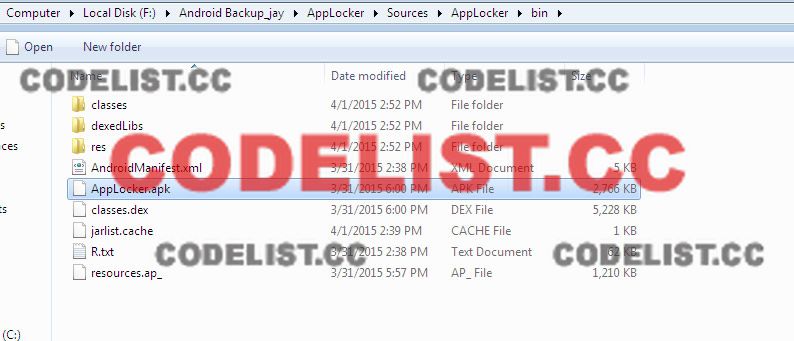 Computer ▸ Local Disk (F:) ▸ Android Backup_jay ▸ AppLocker ▸ Sources ▸ AppLocker ▸ bin ▸
Open New folder
Name Date modified Type Size
CODELIST.CC CODELIST.CC
classes 4/1/2015 2:52 PM File folder
dexedLibs 4/1/2015 2:52 PM File folder
res 4/1/2015 2:52 PM File folder
CODELIST.CC
AndroidManifest.xml 3/31/2015 2:38 PM XML Document 5 KB
AppLocker.apk 3/31/2015 6:00 PM APK File 2,766 KB
classes.dex 3/31/2015 6:00 PM DEX File 5,228 KB
jarlist.cache 4/1/2015 2:39 PM CACHE File 1 KB
R.txt 3/31/2015 2:38 PM Text Document 62 KB
CODELIST.CC CODELIST.CC
resources.ap_ 3/31/2015 5:57 PM AP_ File 1,210 KB
(C:)